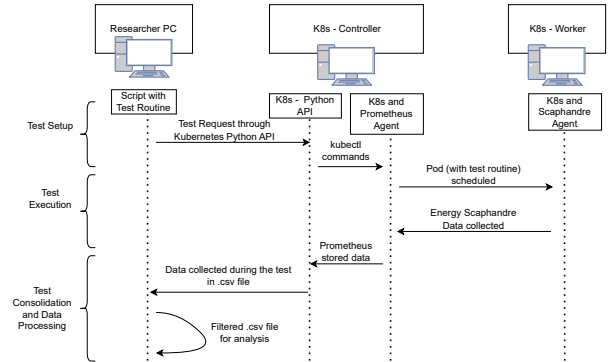 Researcher PC
K8s - Controller
K8s - Worker
Script with
Test Routine
K8s -  Python
API
K8s and
Prometheus
Agent
K8s and
Scaphandre
Agent
Test Setup
Test Request through
Kubernetes Python API
kubectl
commands
Test
Execution
Pod (with test routine)
scheduled
Energy Scaphandre
Data collected
Prometheus
stored data
Test
Consolidation
and Data
Processing
Data collected during the test
in .csv file
Filtered .csv file
for analysis